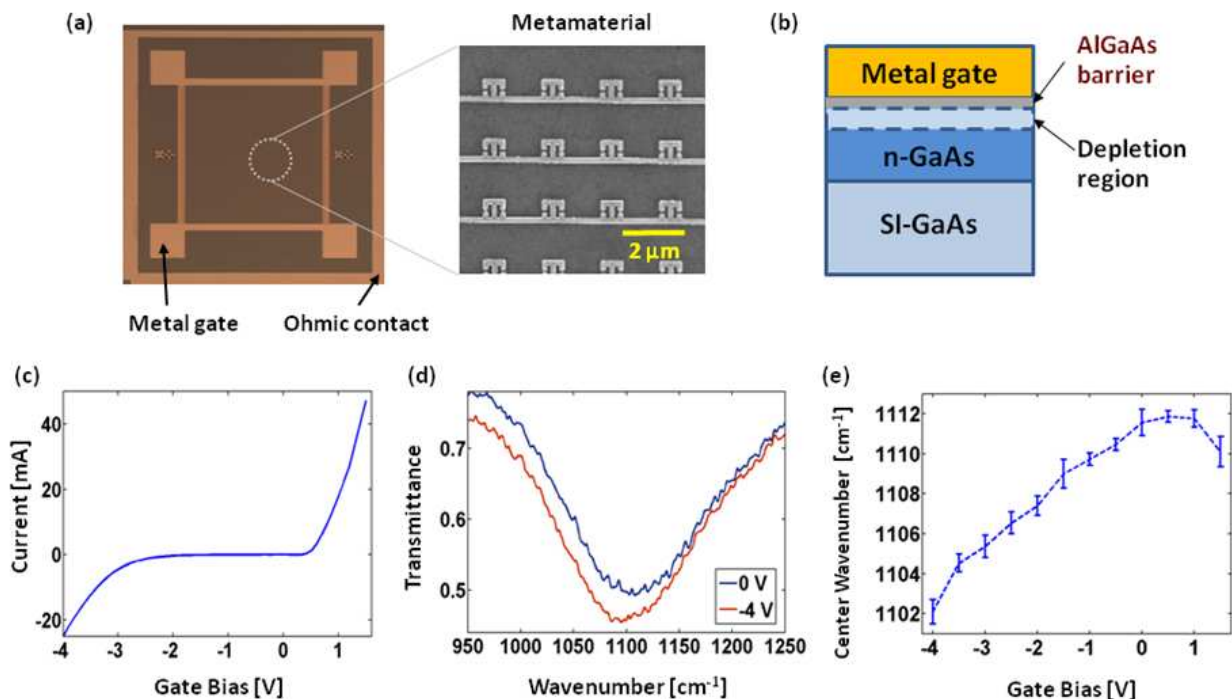 (a)
Metamaterial
2 μm
Metal gate
Ohmic contact
(b)
Metal gate
n-GaAs
SI-GaAs
AlGaAs
barrier
Depletion
region
(c)
Current [mA]
40
20
0
-20
-4
-3
-2
-1
0
1
Gate Bias [V]
(d)
Transmittance
0.7
0.6
0.5
0 V
-4 V
950
1000
1050
1100
1150
1200
1250
Wavenumber [cm⁻¹]
(e)
Center Wavenumber [cm⁻¹]
1112
1110
1108
1106
1104
1102
-4
-3
-2
-1
0
1
Gate Bias [V]